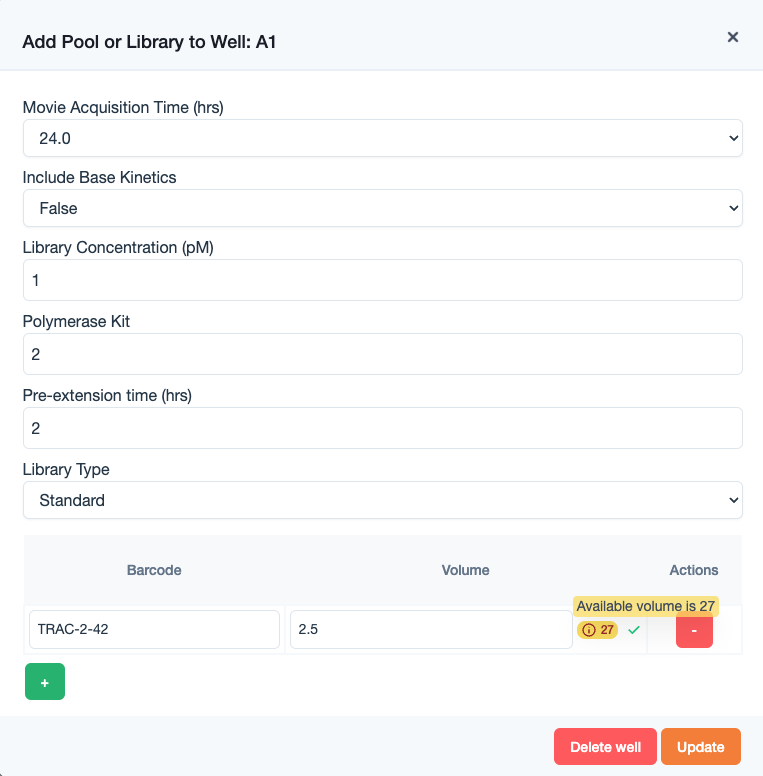 Add Pool or Library to Well: A1
×
Movie Acquisition Time (hrs)
24.0
Include Base Kinetics
False
Library Concentration (pM)
1
Polymerase Kit
2
Pre-extension time (hrs)
2
Library Type
Standard
Barcode Volume Actions
Available volume is 27
TRAC-2-42 2.5 27 -
+
Delete well Update